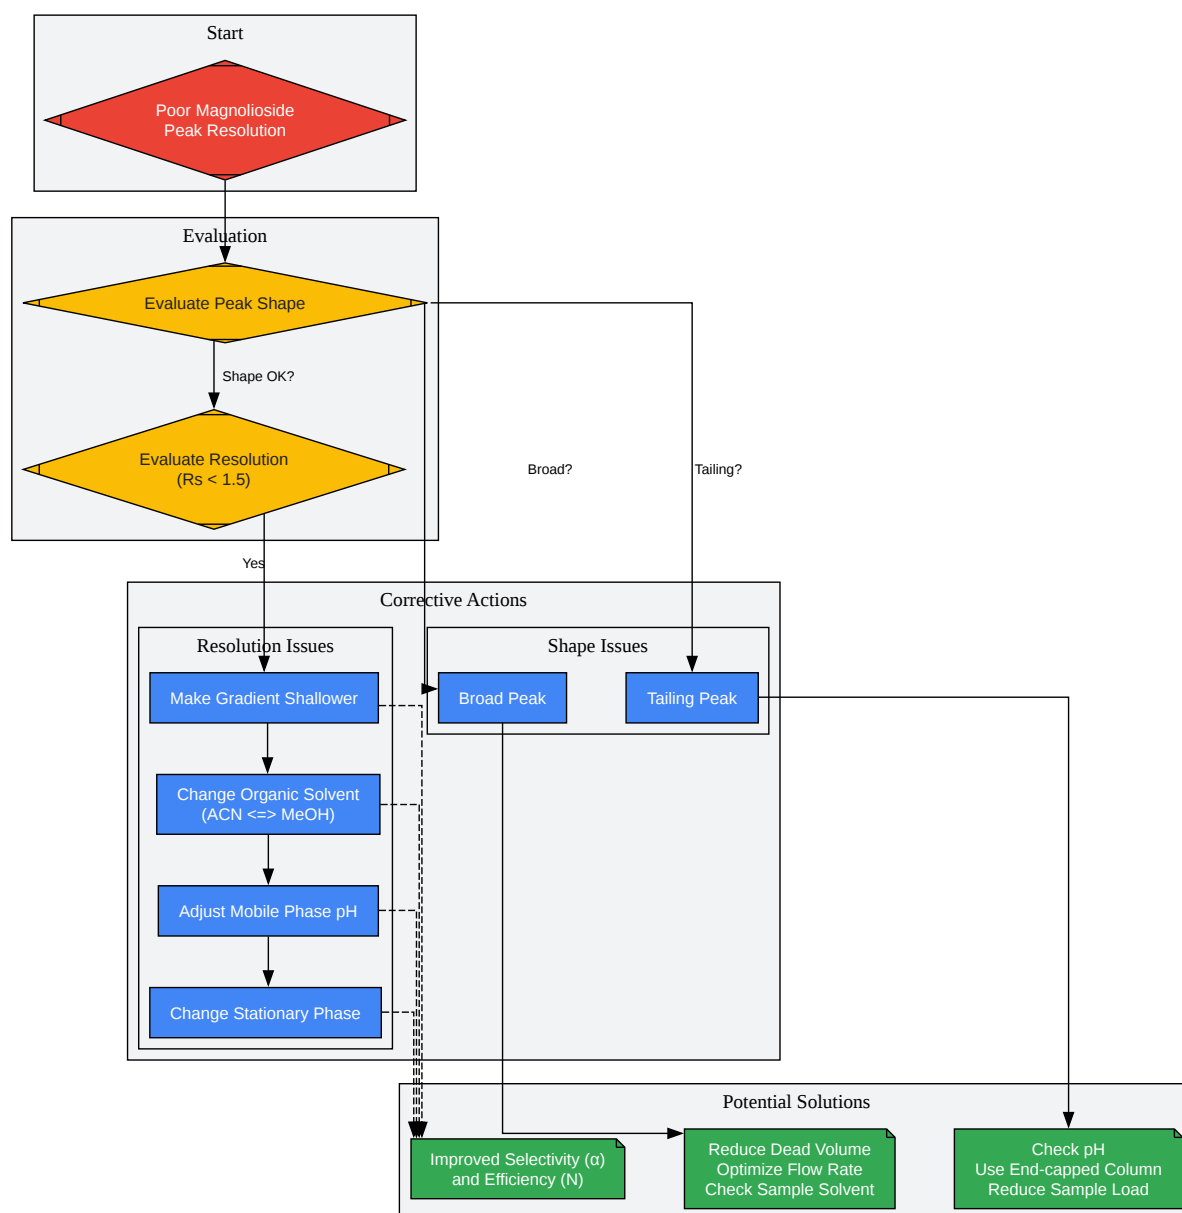 Start
Poor Magnolioside
Peak Resolution
Evaluation
Evaluate Peak Shape
Shape OK?
Evaluate Resolution
(Rs < 1.5)
Broad?
Tailing?
Yes
Corrective Actions
Resolution Issues
Shape Issues
Make Gradient Shallower
Broad Peak
Tailing Peak
Change Organic Solvent
(ACN <=> MeOH)
Adjust Mobile Phase pH
Change Stationary Phase
Potential Solutions
Improved Selectivity (α)
and Efficiency (N)
Reduce Dead Volume
Optimize Flow Rate
Check Sample Solvent
Check pH
Use End-capped Column
Reduce Sample Load